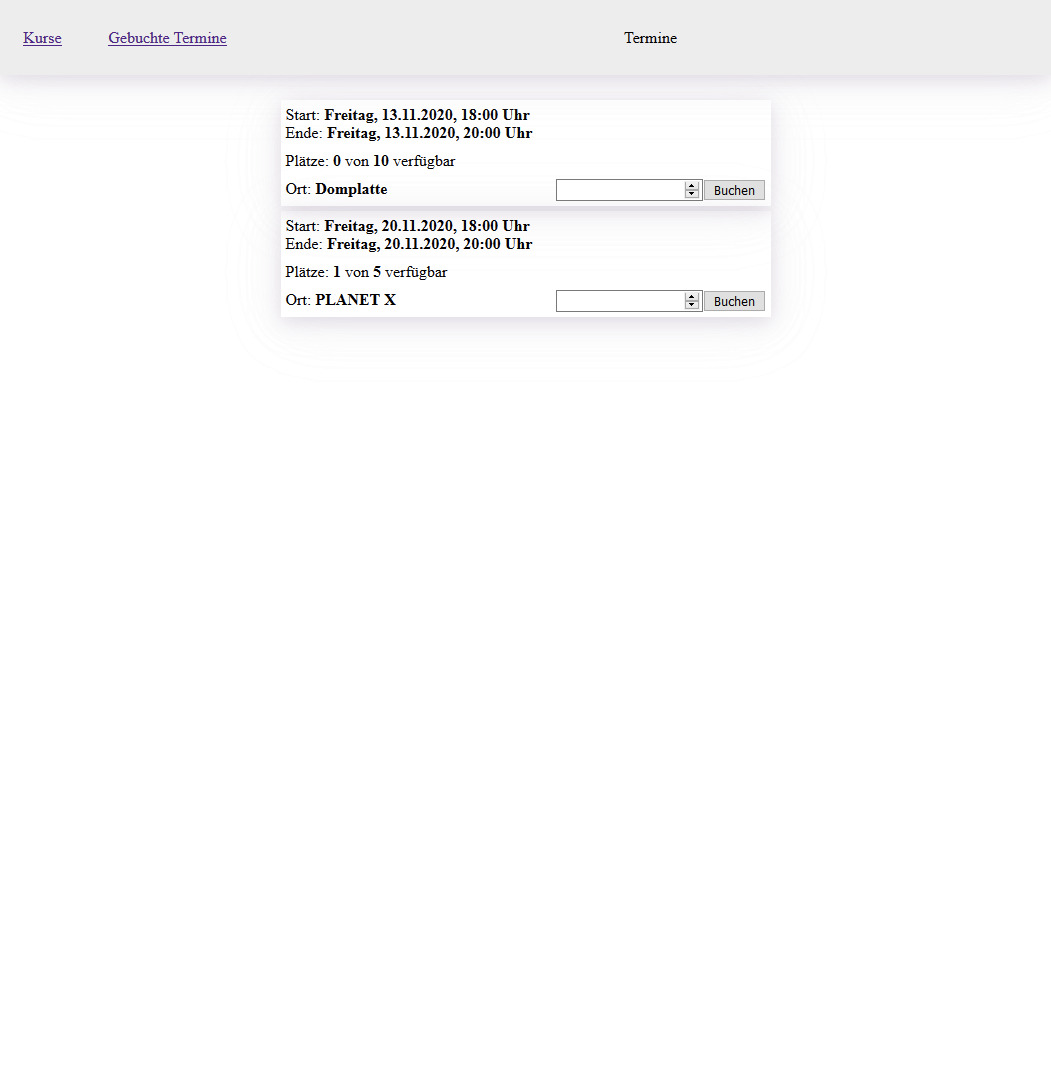 Kurse Gebuchte Termine Termine
Start: Freitag, 13.11.2020, 18:00 Uhr
Ende: Freitag, 13.11.2020, 20:00 Uhr
Plätze: 0 von 10 verfügbar
Ort: Domplatte Buchen
Start: Freitag, 20.11.2020, 18:00 Uhr
Ende: Freitag, 20.11.2020, 20:00 Uhr
Plätze: 1 von 5 verfügbar
Ort: PLANET X Buchen